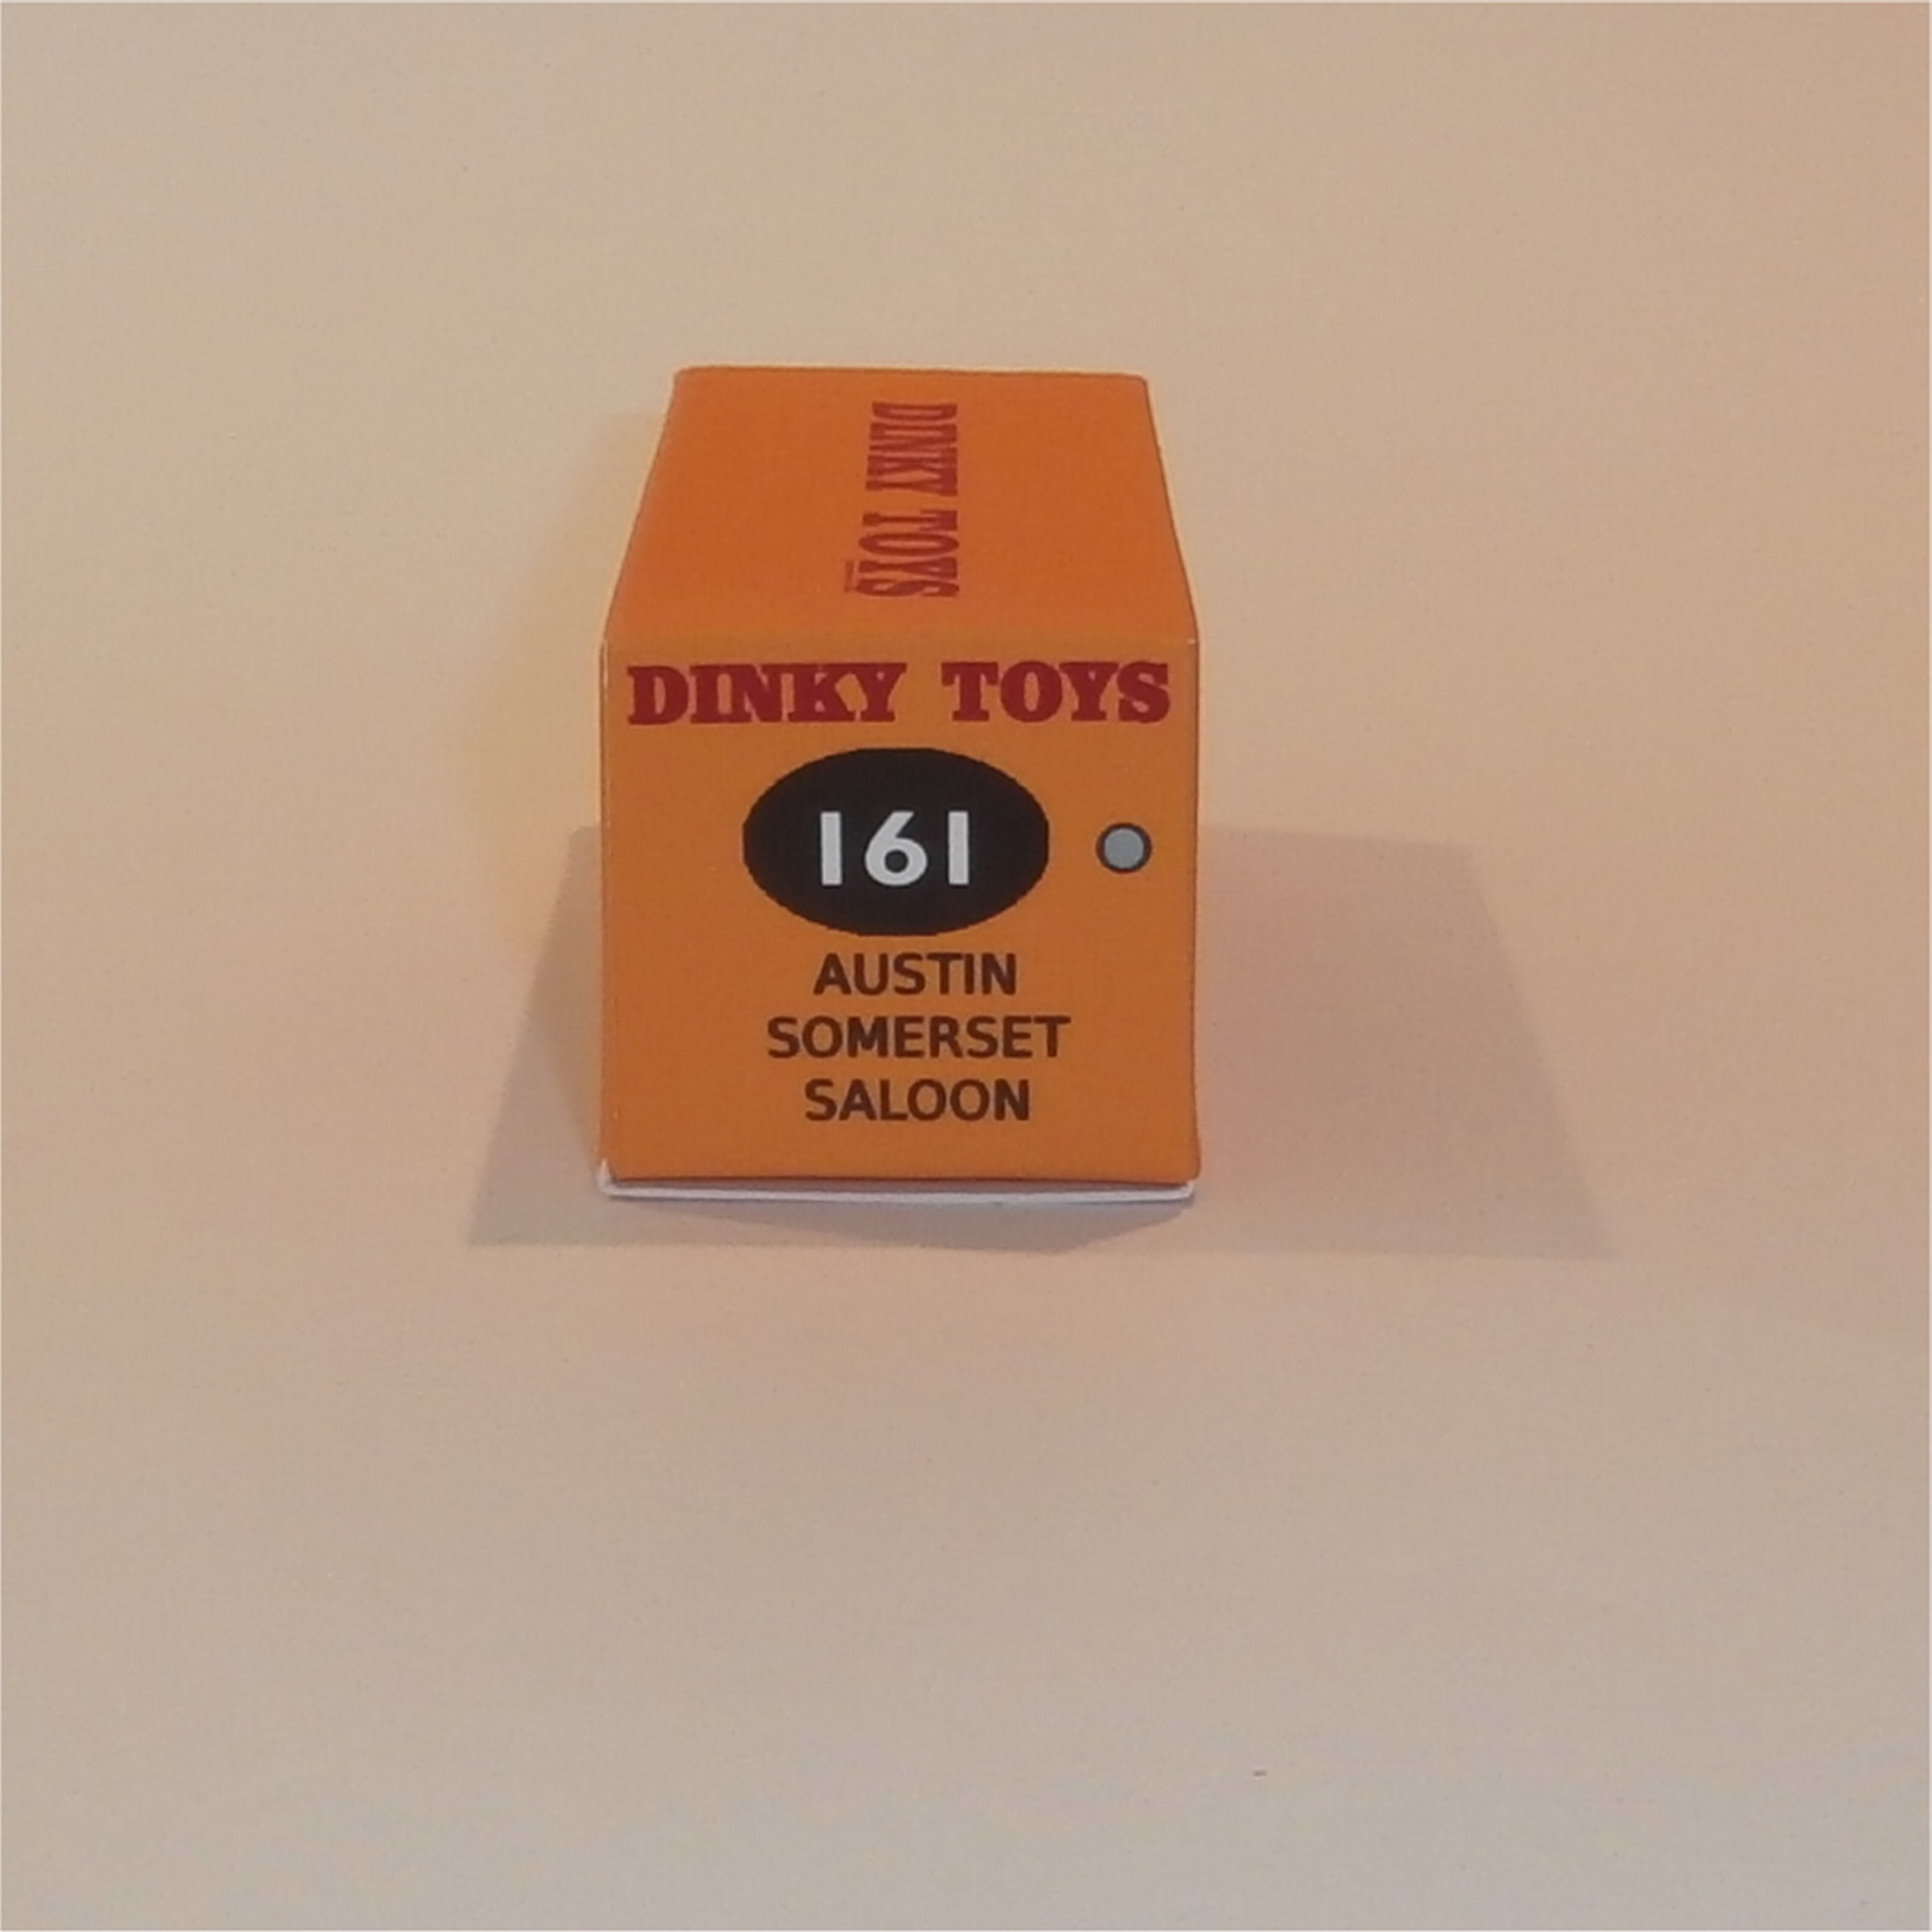 DINKY TOYS
DINKY TOYS
161
AUSTIN
SOMERSET
SALOON